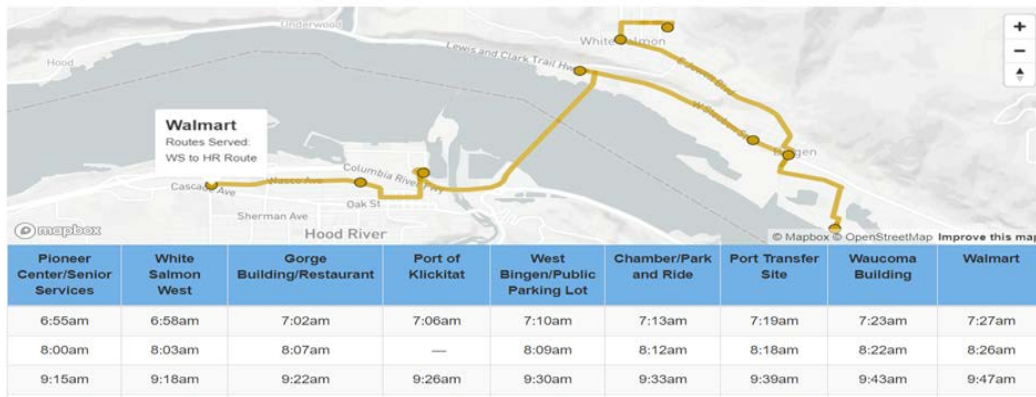 Underwood
White Salmon
Hood
Lewis and Clark Trail Hwy
E Jewett Blvd
W Steuben St
Bingen
Walmart
Routes Served:
WS to HR Route
Cascade Ave
Wasco Ave
Columbia River Hwy
Oak St
Sherman Ave
Hood River
+
−
mapbox
© Mapbox © OpenStreetMap Improve this map
Pioneer Center/Senior Services White Salmon West Gorge Building/Restaurant Port of Klickitat West Bingen/Public Parking Lot Chamber/Park and Ride Port Transfer Site Waucoma Building Walmart
6:55am 6:58am 7:02am 7:06am 7:10am 7:13am 7:19am 7:23am 7:27am
8:00am 8:03am 8:07am — 8:09am 8:12am 8:18am 8:22am 8:26am
9:15am 9:18am 9:22am 9:26am 9:30am 9:33am 9:39am 9:43am 9:47am